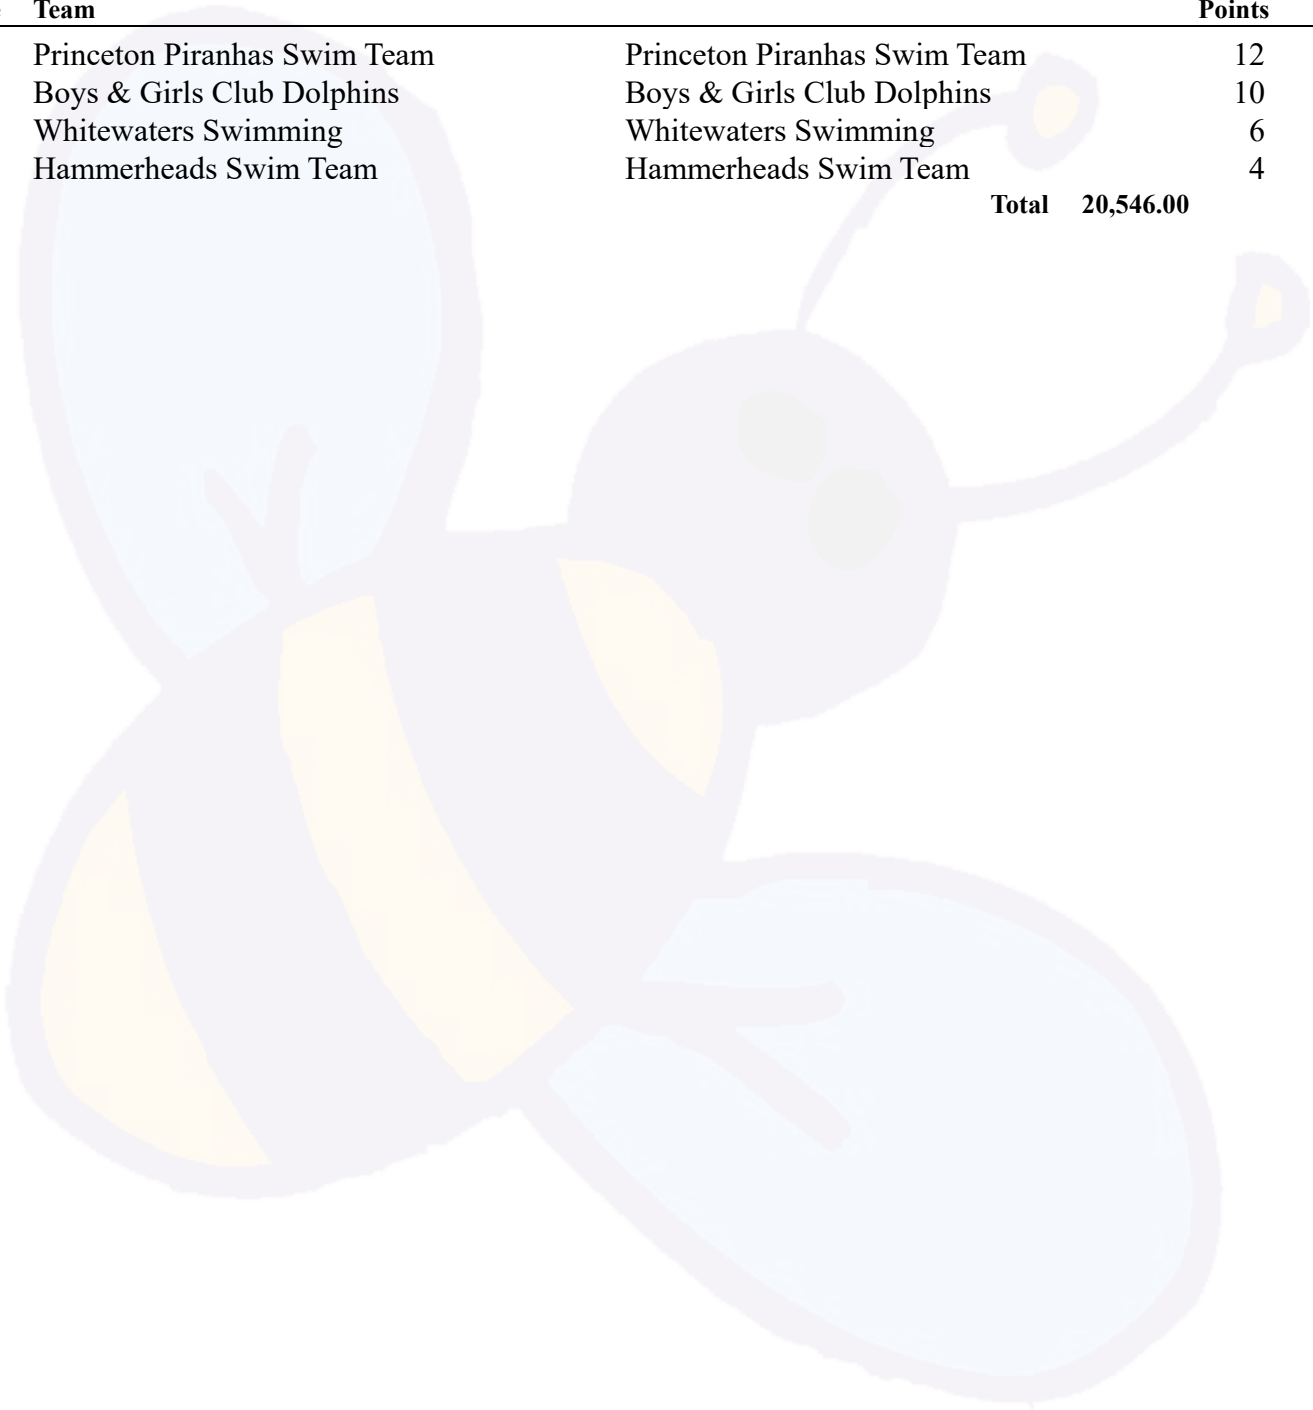 Team Points
Princeton Piranhas Swim Team Princeton Piranhas Swim Team 12
Boys & Girls Club Dolphins Boys & Girls Club Dolphins 10
Whitewaters Swimming Whitewaters Swimming 6
Hammerheads Swim Team Hammerheads Swim Team 4
Total 20,546.00